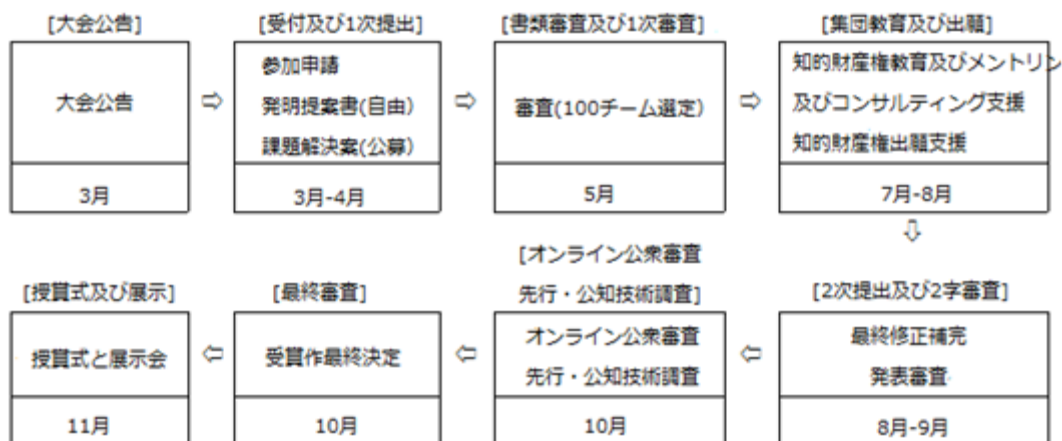 [大会公告]
大会公告
3月
[受付及び1次提出]
参加申請
発明提案書(自由)
課題解決案(公募)
3月-4月
[書類審査及び1次審査]
審査(100チーム選定)
5月
[集団教育及び出願]
知的財産権教育及びメントリン
及びコンサルティング支援
知的財産権出願支援
7月-8月
[2次提出及び2字審査]
最終修正補完
発表審査
8月-9月
[オンライン公衆審査
先行・公知技術調査]
オンライン公衆審査
先行・公知技術調査
10月
[最終審査]
受賞作最終決定
10月
[授賞式及び展示]
授賞式と展示会
11月